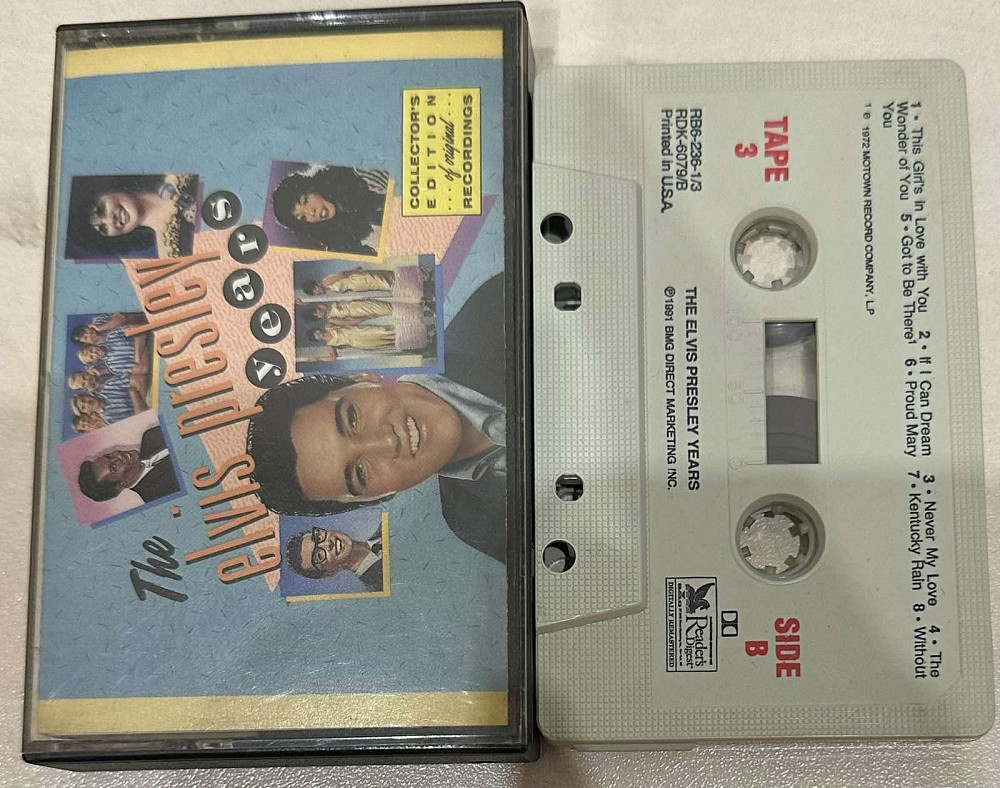 COLLECTOR'S
EDITION
of original
RECORDINGS
The
elvis presley
years
1 • This Girl's in Love with You 2 • If I Can Dream 3 • Never My Love 4 • The
Wonder of You 5 • Got to Be There¹ 6 • Proud Mary 7 • Kentucky Rain 8 • Without
You
1 ℗ 1972 MOTOWN RECORD COMPANY, L.P
TAPE
3
SIDE
B
RB6-236-1/3
RDK-6079/B
Printed in U.S.A.
THE ELVIS PRESLEY YEARS
℗1991 BMG DIRECT MARKETING INC.
Reader's
Digest
DIGITALLY REMASTERED